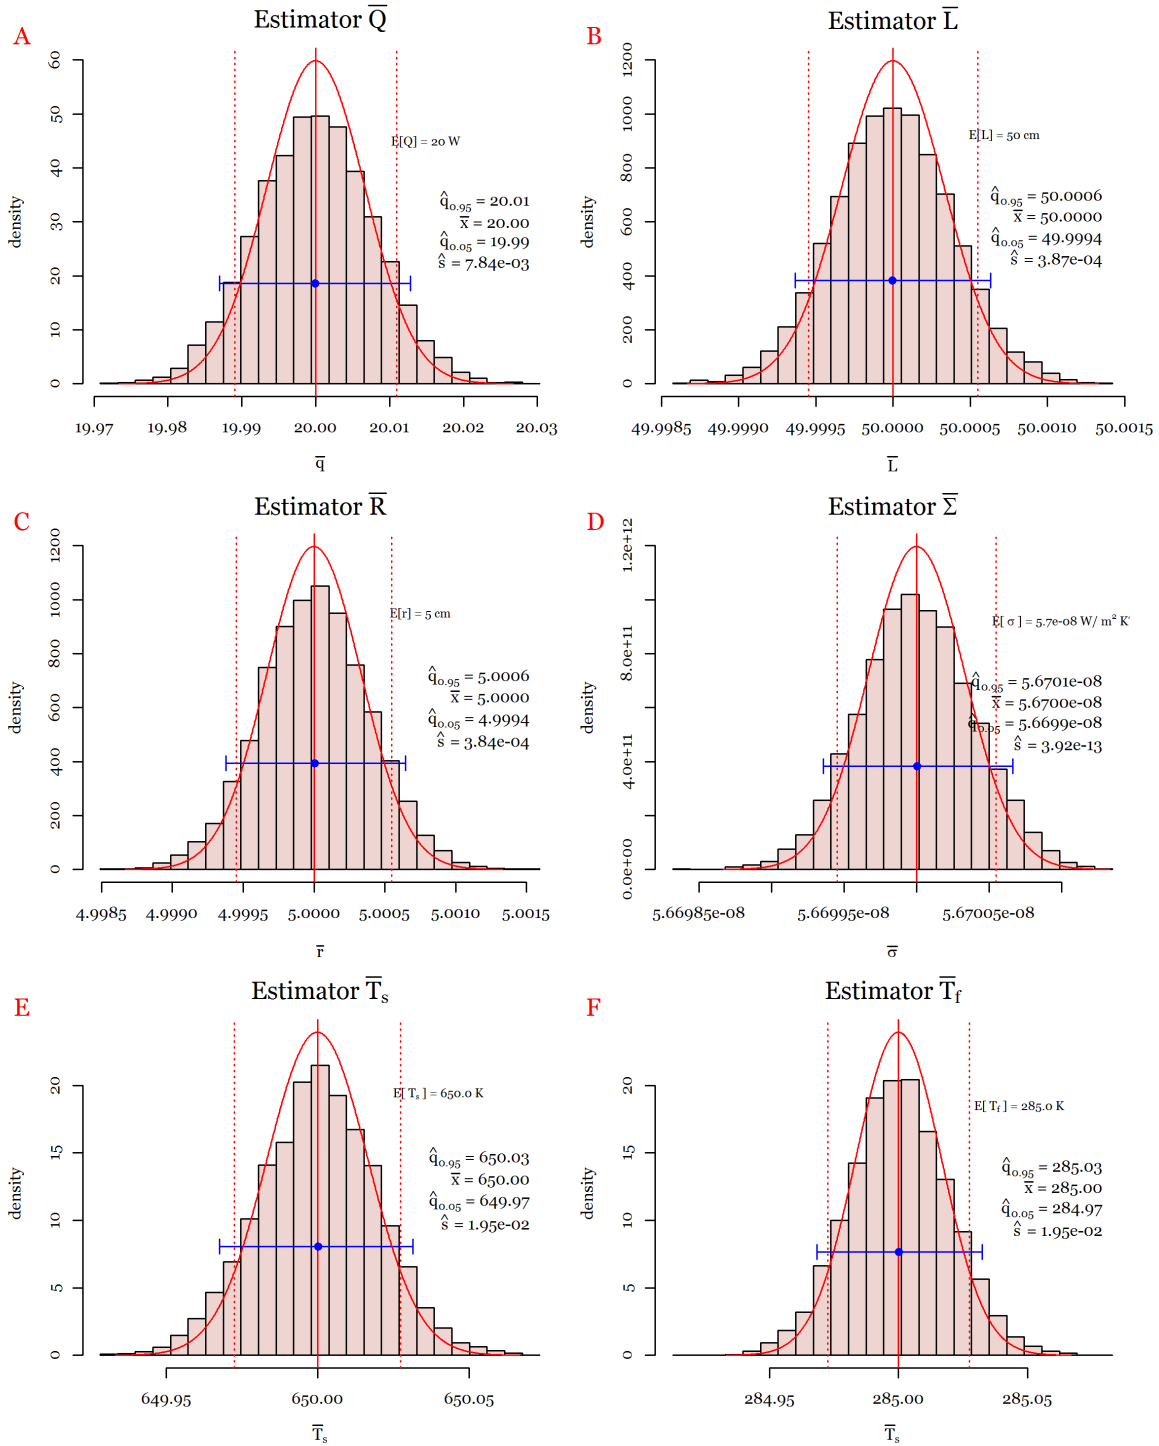 A
Estimator Q̅
60
50
40
30
20
10
0
density
E[Q] = 20 W
q̂0.95 = 20.01
x̅ = 20.00
q̂0.05 = 19.99
ŝ = 7.84e-03
19.97 19.98 19.99 20.00 20.01 20.02 20.03
q̅
B
Estimator L̅
1200
1000
800
600
400
200
0
density
E[L] = 50 cm
q̂0.95 = 50.0006
x̅ = 50.0000
q̂0.05 = 49.9994
ŝ = 3.87e-04
49.9985 49.9990 49.9995 50.0000 50.0005 50.0010 50.0015
L̅
C
Estimator R̅
1200
1000
800
600
400
200
0
density
E[r] = 5 cm
q̂0.95 = 5.0006
x̅ = 5.0000
q̂0.05 = 4.9994
ŝ = 3.84e-04
4.9985 4.9990 4.9995 5.0000 5.0005 5.0010 5.0015
r̅
D
Estimator Σ̅
1.2e+12
8.0e+11
4.0e+11
0.0e+00
density
E[ σ ] = 5.7e-08 W/ m² K
q̂0.95 = 5.6701e-08
x̅ = 5.6700e-08
q̂0.05 = 5.6699e-08
ŝ = 3.92e-13
5.66985e-08 5.66995e-08 5.67005e-08
σ̅
E
Estimator T̅s
20
15
10
5
0
density
E[ Ts ] = 650.0 K
q̂0.95 = 650.03
x̅ = 650.00
q̂0.05 = 649.97
ŝ = 1.95e-02
649.95 650.00 650.05
T̅s
F
Estimator T̅f
20
15
10
5
0
density
E[ Tf ] = 285.0 K
q̂0.95 = 285.03
x̅ = 285.00
q̂0.05 = 284.97
ŝ = 1.95e-02
284.95 285.00 285.05
T̅s